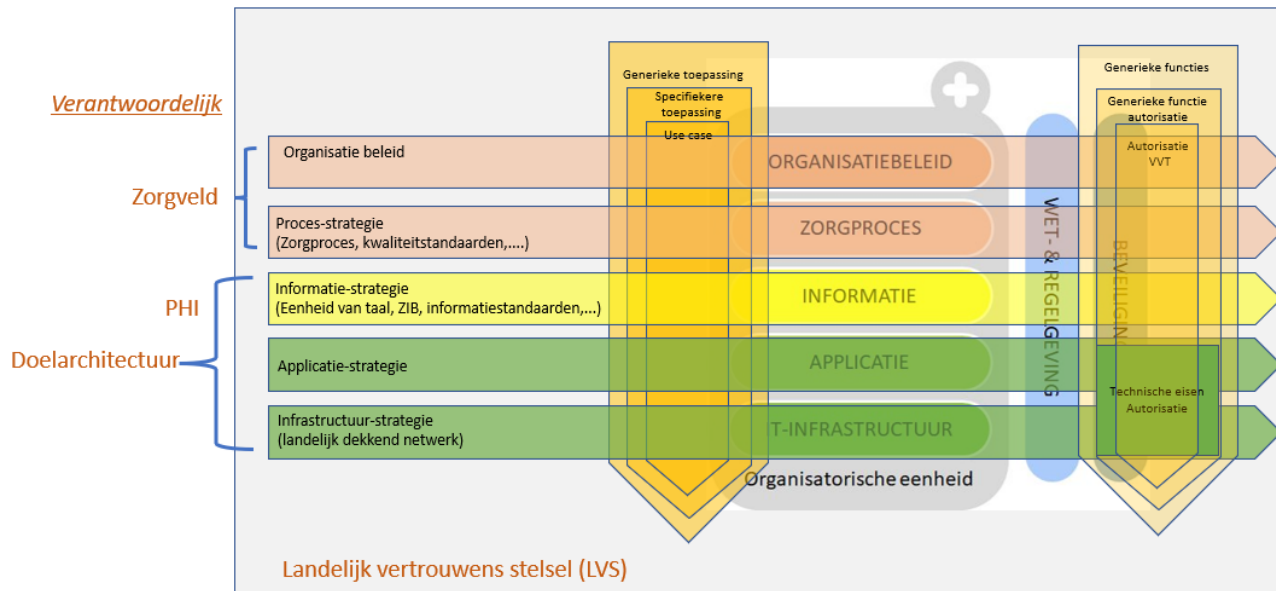 Verantwoordelijk
Zorgveld
PHI
Doelarchitectuur
Generieke toepassing
Specifiekere
toepassing
Use case
Generieke functies
Generieke functie
autorisatie
Autorisatie
VVT
Organisatie beleid
ORGANISATIEBELEID
Proces-strategie
(Zorgproces, kwaliteitstandaarden,....)
ZORGPROCES
Informatie-strategie
(Eenheid van taal, ZIB, informatiestandaarden,...)
INFORMATIE
Applicatie-strategie
APPLICATIE
Infrastructuur-strategie
(landelijk dekkend netwerk)
IT-INFRASTRUCTUUR
WET- & REGELGEVING
BEVEILIGING
Technische eisen
Autorisatie
Organisatorische eenheid
Landelijk vertrouwens stelsel (LVS)